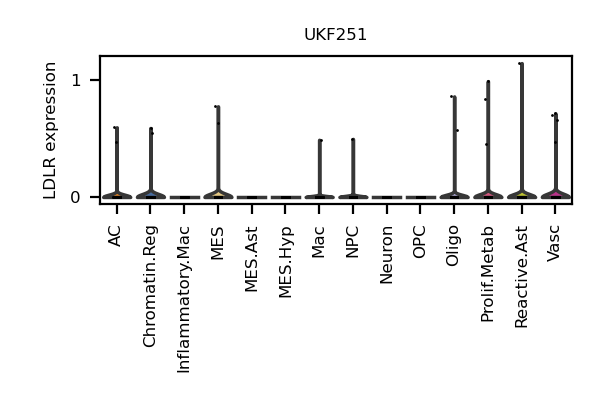 UKF251
LDLR expression
1
0
AC
Chromatin.Reg
Inflammatory.Mac
MES
MES.Ast
MES.Hyp
Mac
NPC
Neuron
OPC
Oligo
Prolif.Metab
Reactive.Ast
Vasc